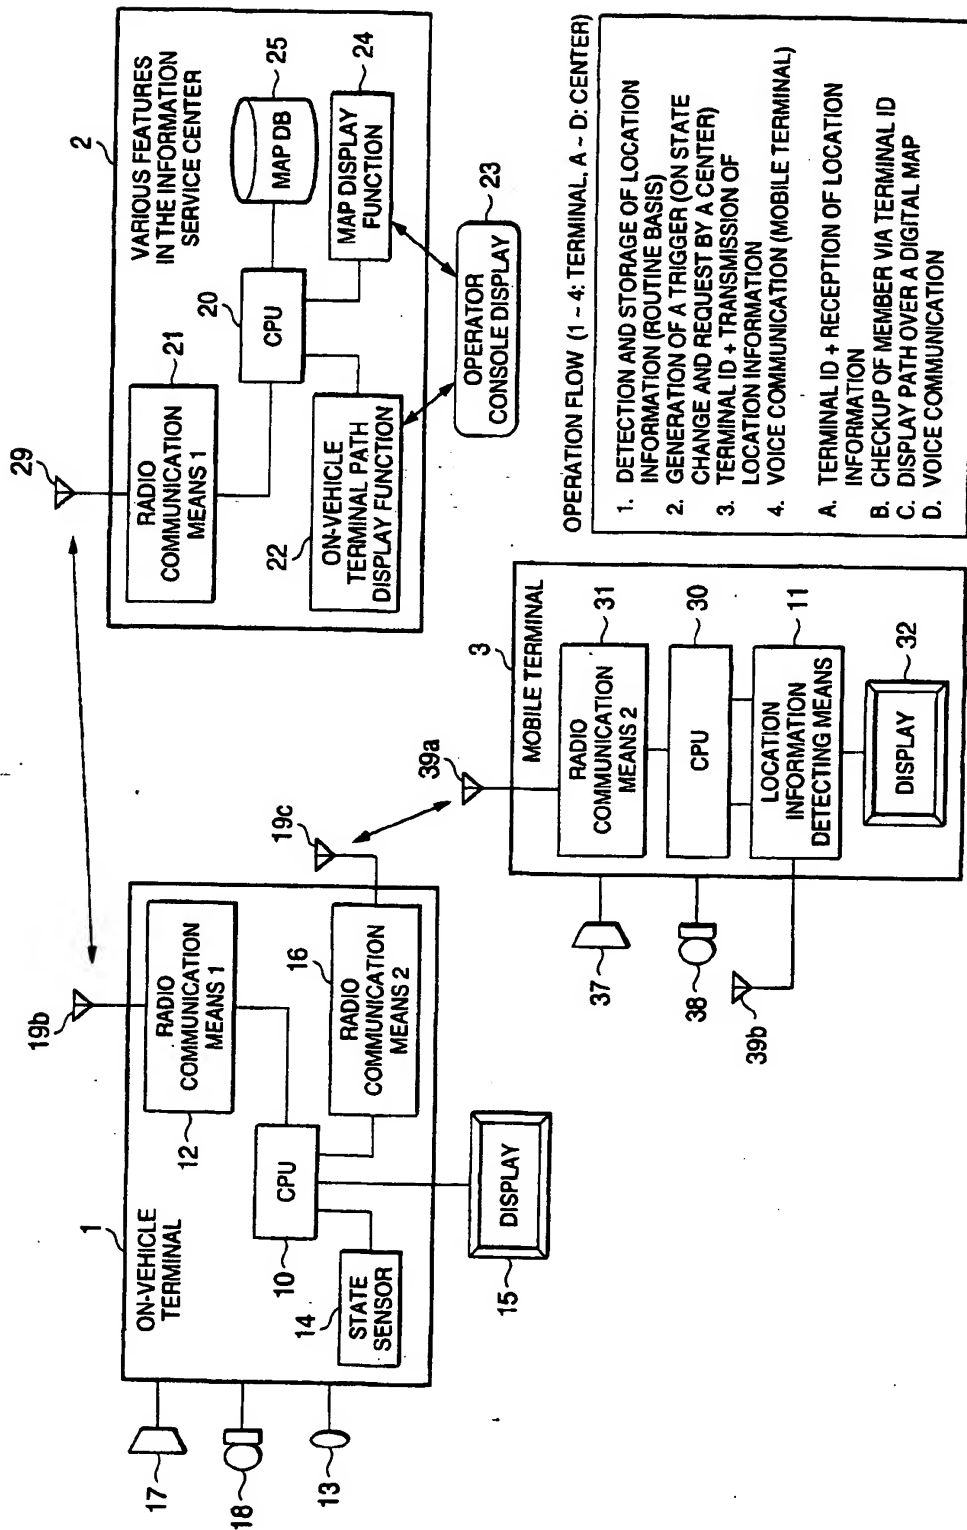 1
ON-VEHICLE
TERMINAL
19b
RADIO
COMMUNICATION
MEANS 1
12
CPU
10
RADIO
COMMUNICATION
MEANS 2
16
19c
STATE
SENSOR
14
DISPLAY
15
17
18
13
2
VARIOUS FEATURES
IN THE INFORMATION
SERVICE CENTER
29
RADIO
COMMUNICATION
MEANS 1
21
20
CPU
MAP DB
25
MAP DISPLAY
FUNCTION
24
22
ON-VEHICLE
TERMINAL PATH
DISPLAY FUNCTION
OPERATOR
CONSOLE DISPLAY
23
3
MOBILE TERMINAL
39a
RADIO
COMMUNICATION
MEANS 2
31
CPU
30
LOCATION
INFORMATION
DETECTING MEANS
11
DISPLAY
32
37
38
39b
OPERATION FLOW (1 ~ 4: TERMINAL, A ~ D: CENTER)
1. DETECTION AND STORAGE OF LOCATION
INFORMATION (ROUTINE BASIS)
2. GENERATION OF A TRIGGER (ON STATE
CHANGE AND REQUEST BY A CENTER)
3. TERMINAL ID + TRANSMISSION OF
LOCATION INFORMATION
4. VOICE COMMUNICATION (MOBILE TERMINAL)
A. TERMINAL ID + RECEPTION OF LOCATION
INFORMATION
B. CHECKUP OF MEMBER VIA TERMINAL ID
C. DISPLAY PATH OVER A DIGITAL MAP
D. VOICE COMMUNICATION